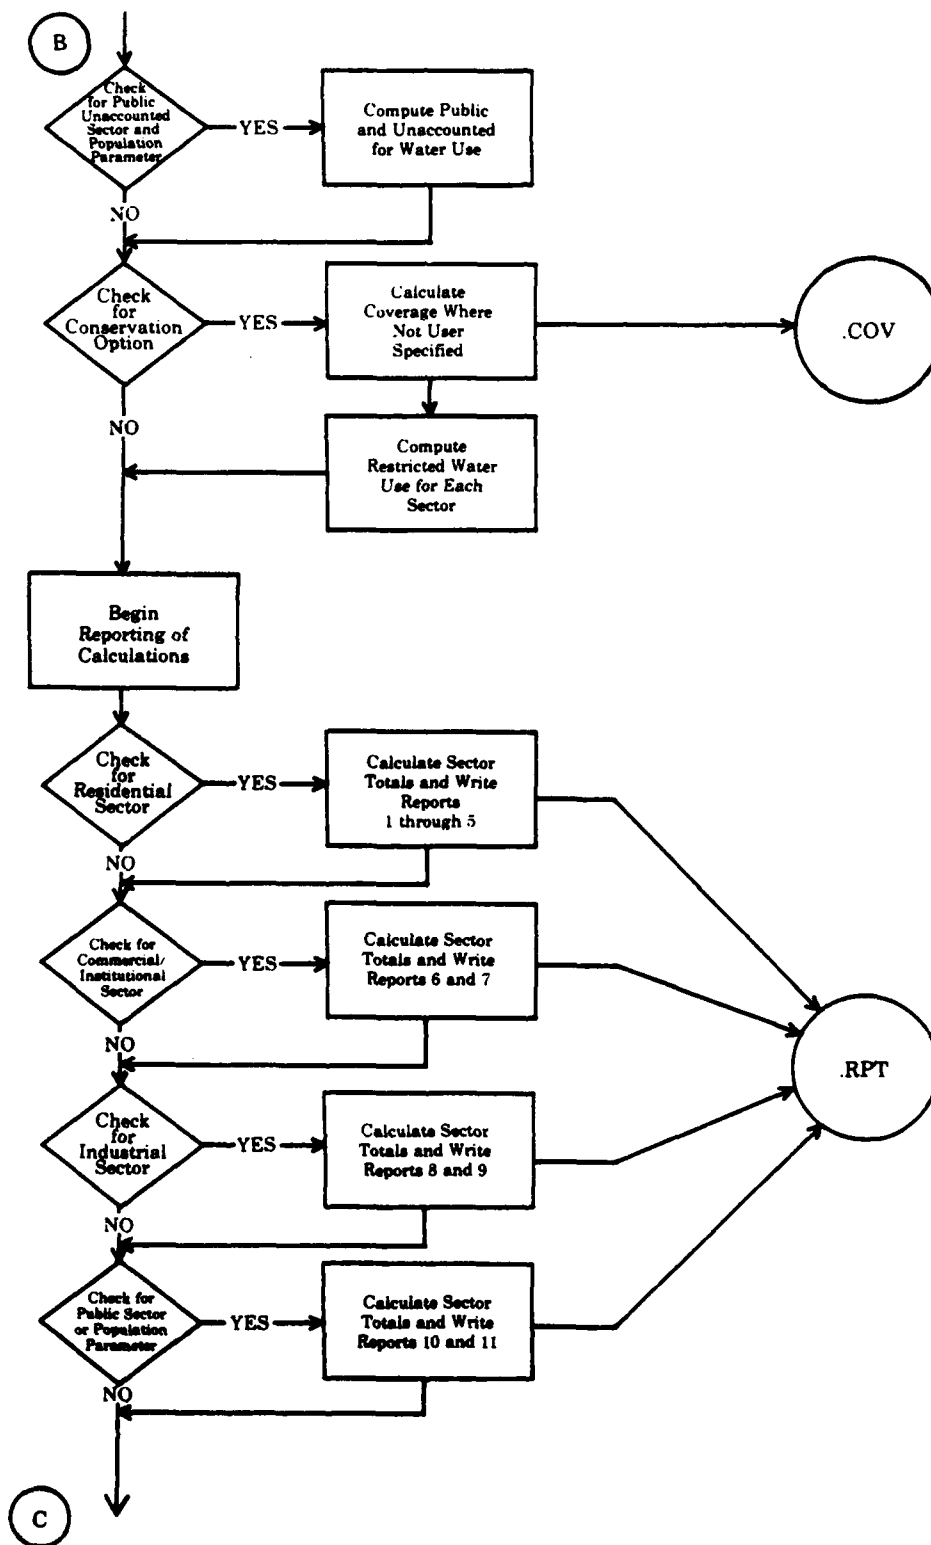 B
Check
for Public
Unaccounted
Sector and
Population
Parameter
YES
Compute Public
and Unaccounted
for Water Use
NO
Check
for
Conservation
Option
YES
Calculate
Coverage Where
Not User
Specified
.COV
NO
Compute
Restricted Water
Use for Each
Sector
Begin
Reporting of
Calculations
Check
for
Residential
Sector
YES
Calculate Sector
Totals and Write
Reports
1 through 5
NO
Check for
Commercial/
Institutional
Sector
YES
Calculate Sector
Totals and Write
Reports 6 and 7
NO
.RPT
Check
for
Industrial
Sector
YES
Calculate Sector
Totals and Write
Reports 8 and 9
NO
Check for
Public Sector
or Population
Parameter
YES
Calculate Sector
Totals and Write
Reports 10 and 11
NO
C